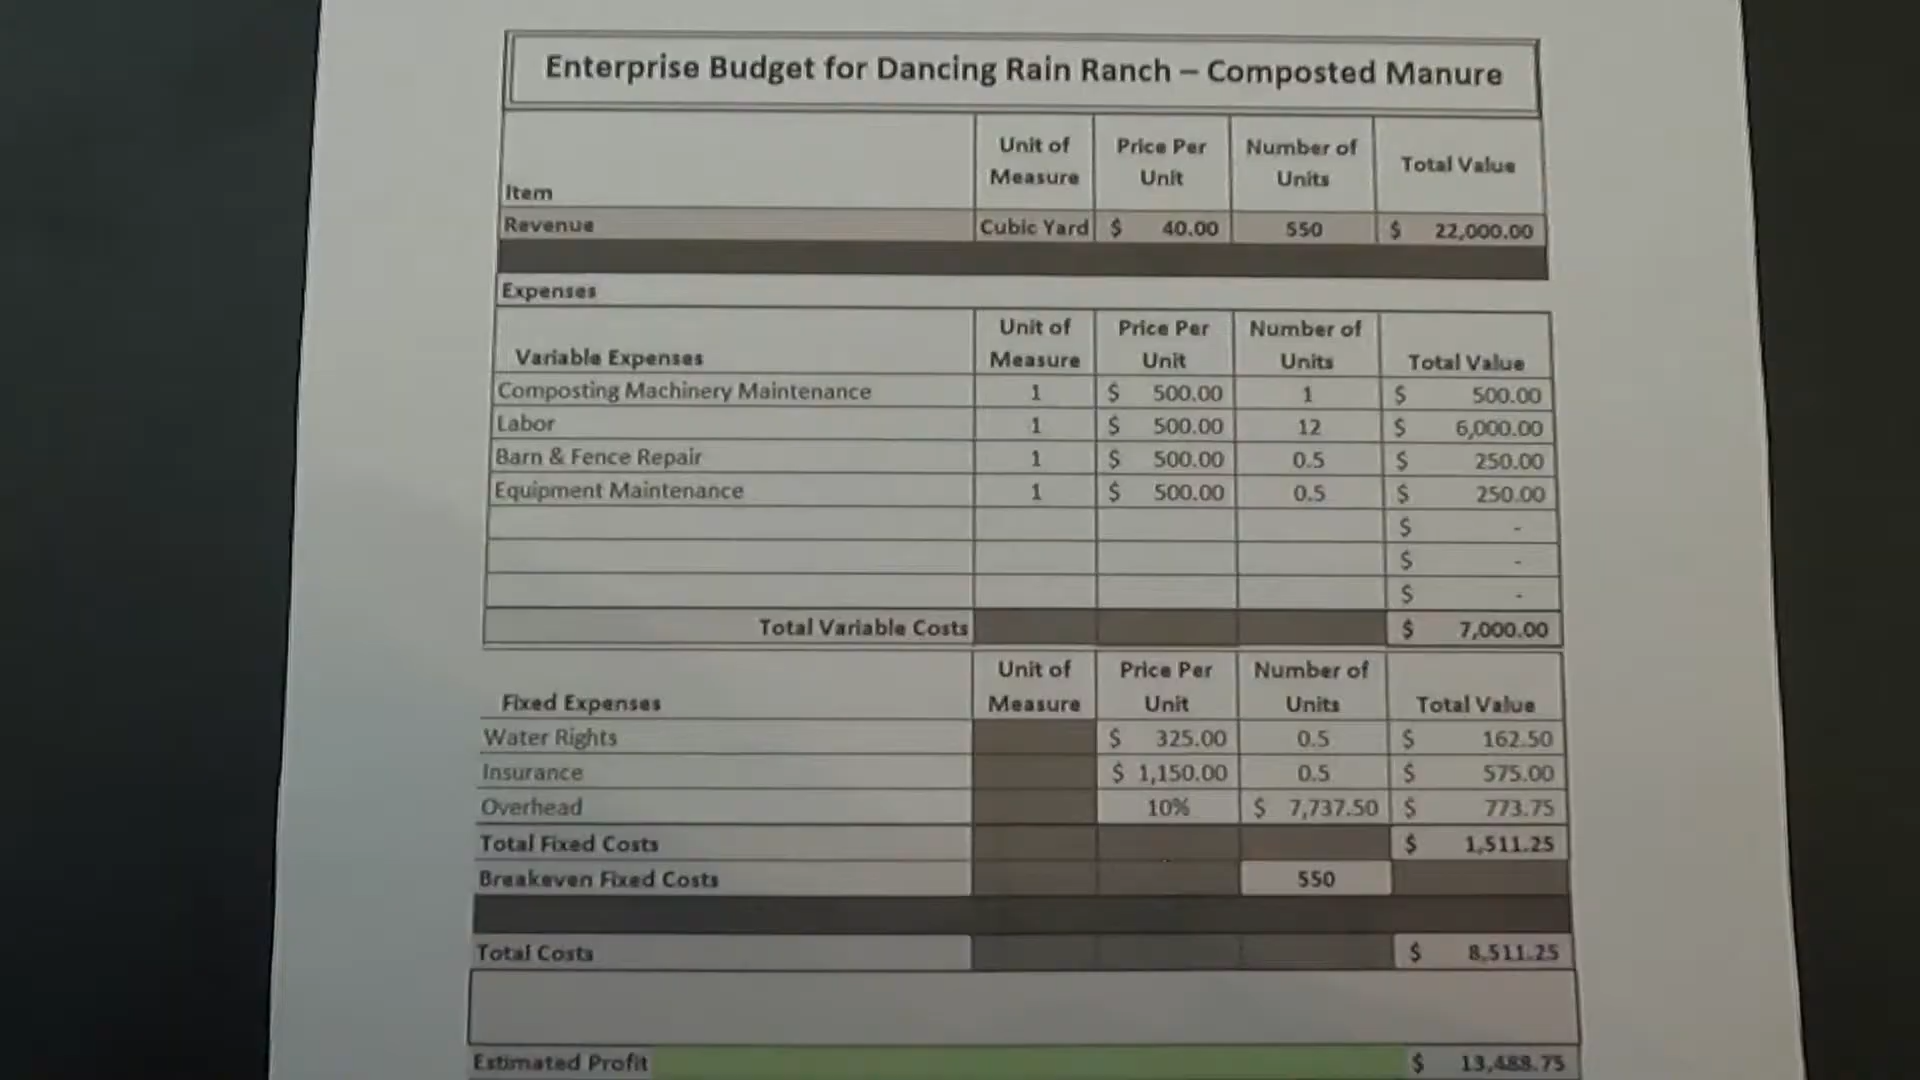 Enterprise Budget for Dancing Rain Ranch – Composted Manure
Item Unit of Measure Price Per Unit Number of Units Total Value
Revenue Cubic Yard $ 40.00 550 $ 22,000.00
Expenses
Variable Expenses Unit of Measure Price Per Unit Number of Units Total Value
Composting Machinery Maintenance 1 $ 500.00 1 $ 500.00
Labor 1 $ 500.00 12 $ 6,000.00
Barn & Fence Repair 1 $ 500.00 0.5 $ 250.00
Equipment Maintenance 1 $ 500.00 0.5 $ 250.00
$ -
$ -
$ -
Total Variable Costs $ 7,000.00
Fixed Expenses Unit of Measure Price Per Unit Number of Units Total Value
Water Rights $ 325.00 0.5 $ 162.50
Insurance $ 1,150.00 0.5 $ 575.00
Overhead 10% $ 7,737.50 $ 773.75
Total Fixed Costs $ 1,511.25
Breakeven Fixed Costs 550
Total Costs $ 8,511.25
Estimated Profit $ 13,488.75